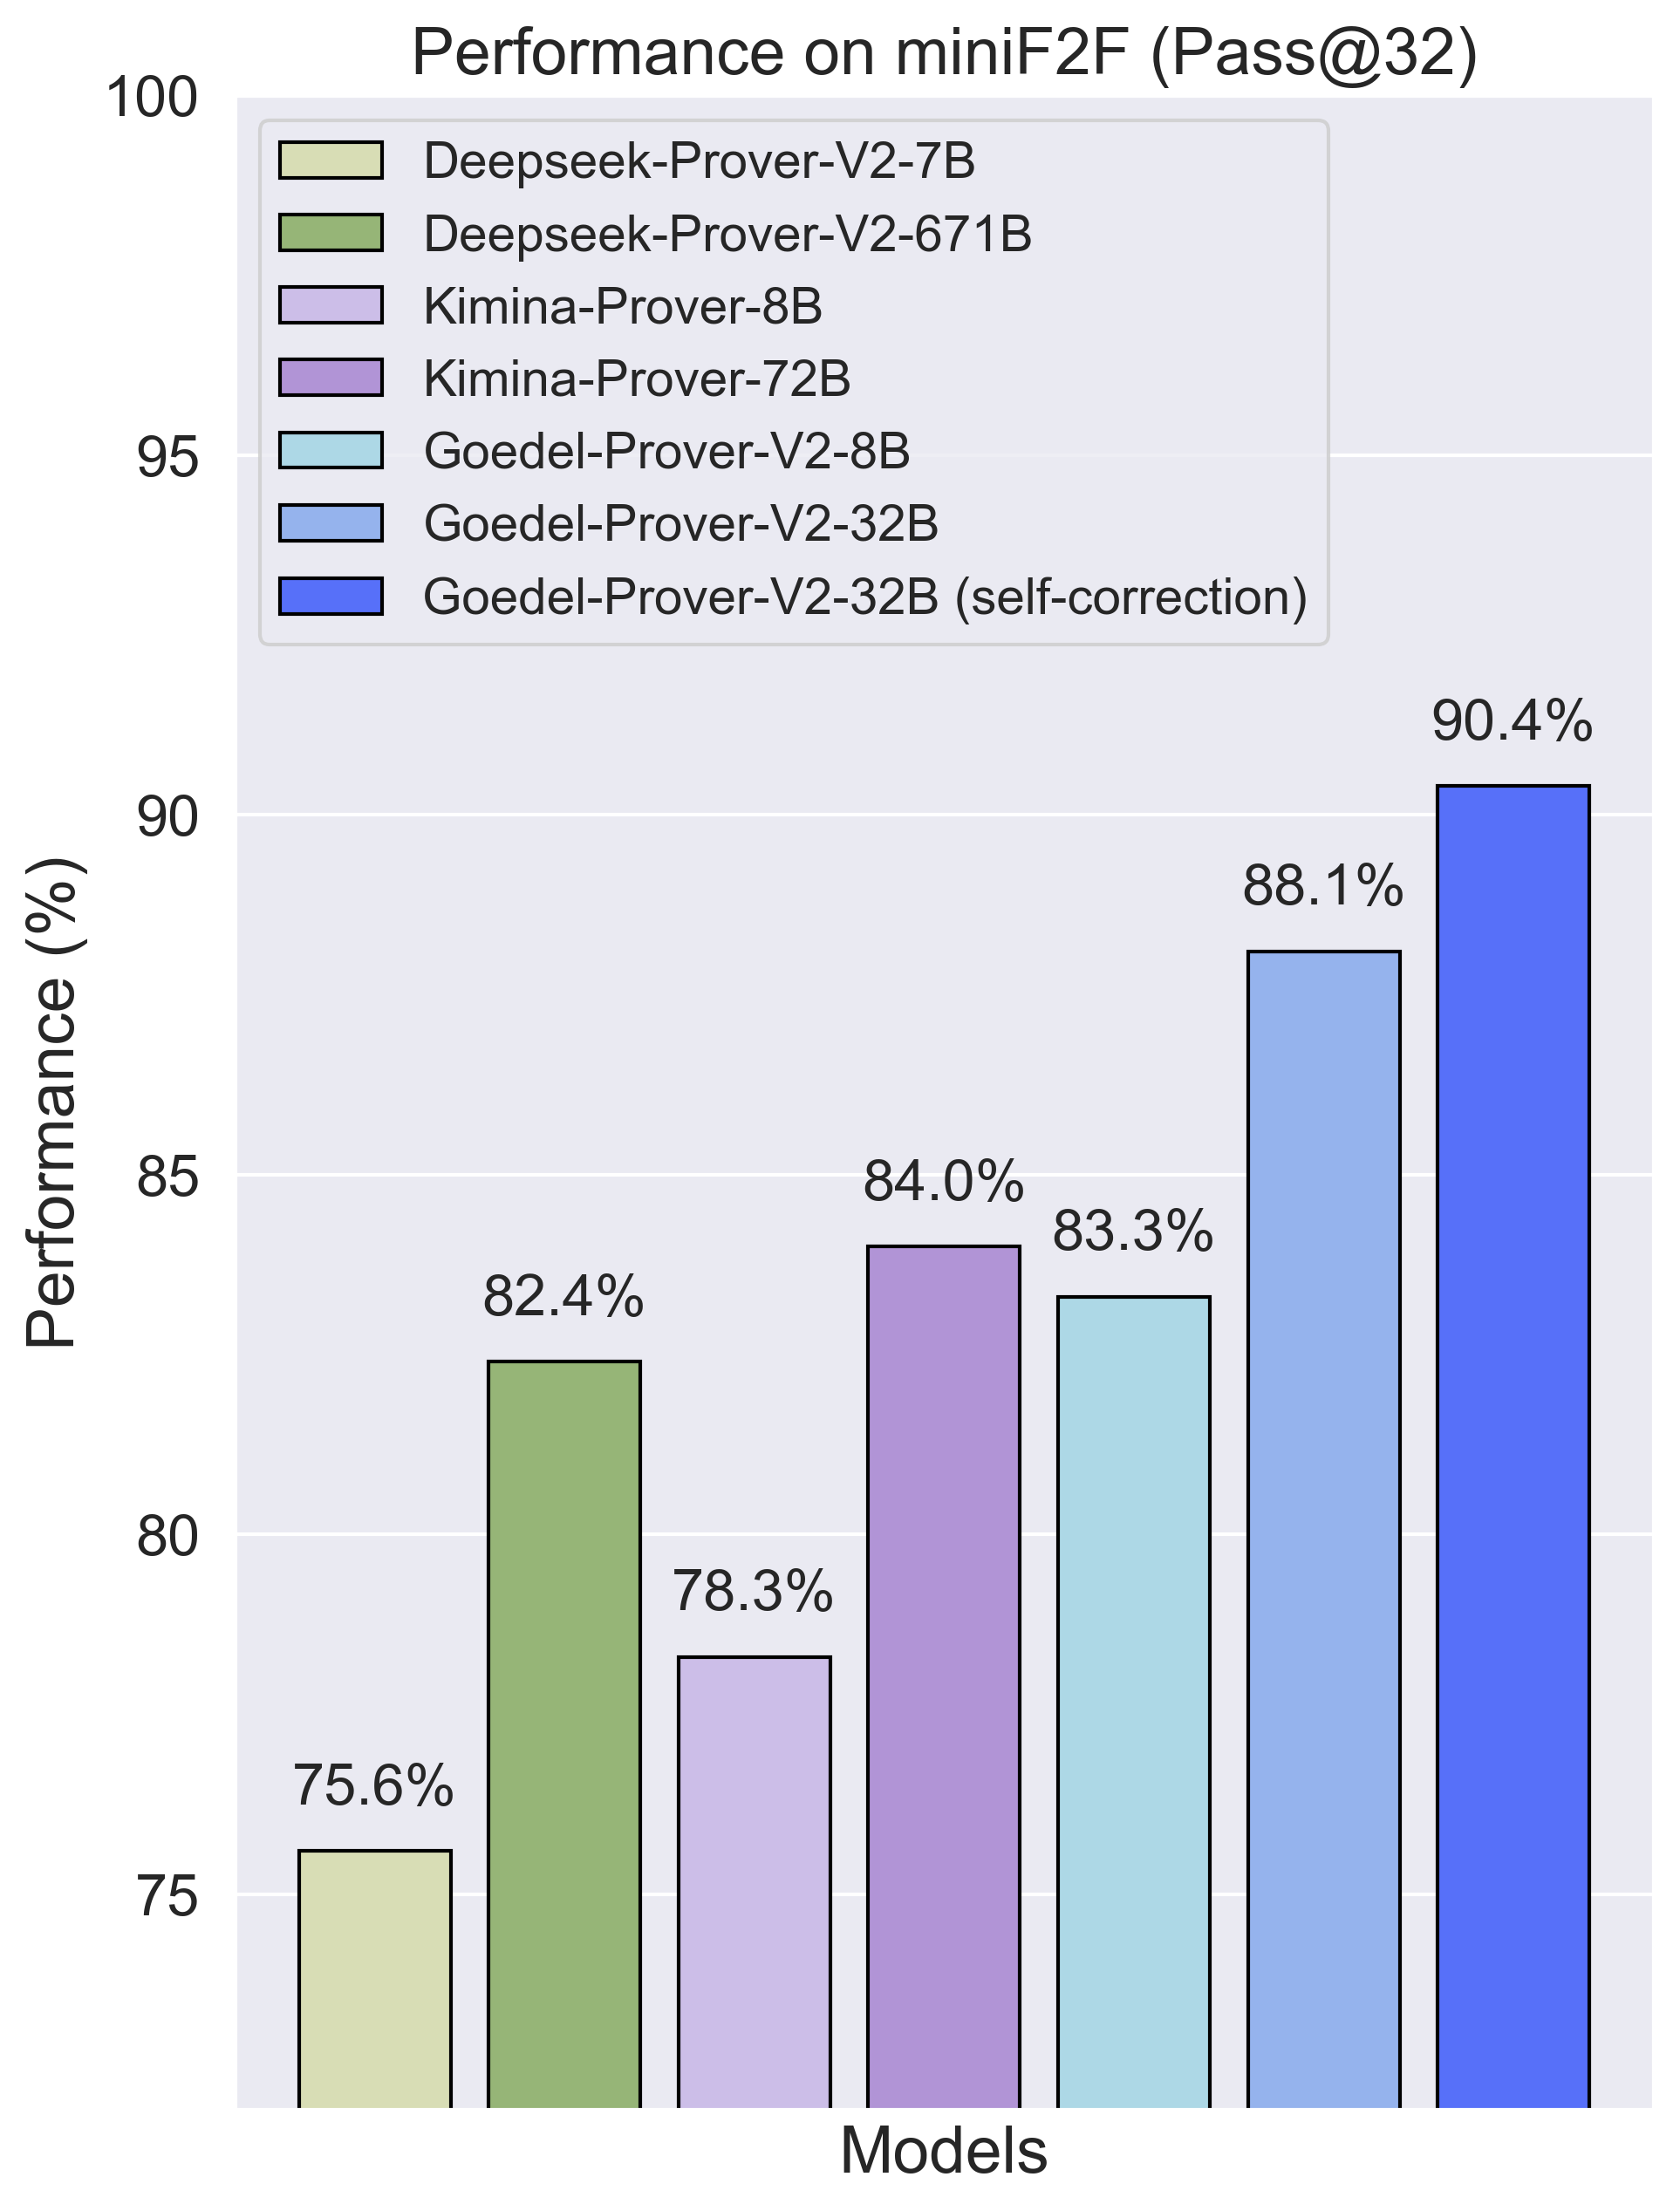 Performance on miniF2F (Pass@32)
100
95
90
85
80
75
Performance (%)
Deepseek-Prover-V2-7B
Deepseek-Prover-V2-671B
Kimina-Prover-8B
Kimina-Prover-72B
Goedel-Prover-V2-8B
Goedel-Prover-V2-32B
Goedel-Prover-V2-32B (self-correction)
75.6%
82.4%
78.3%
84.0%
83.3%
88.1%
90.4%
Models